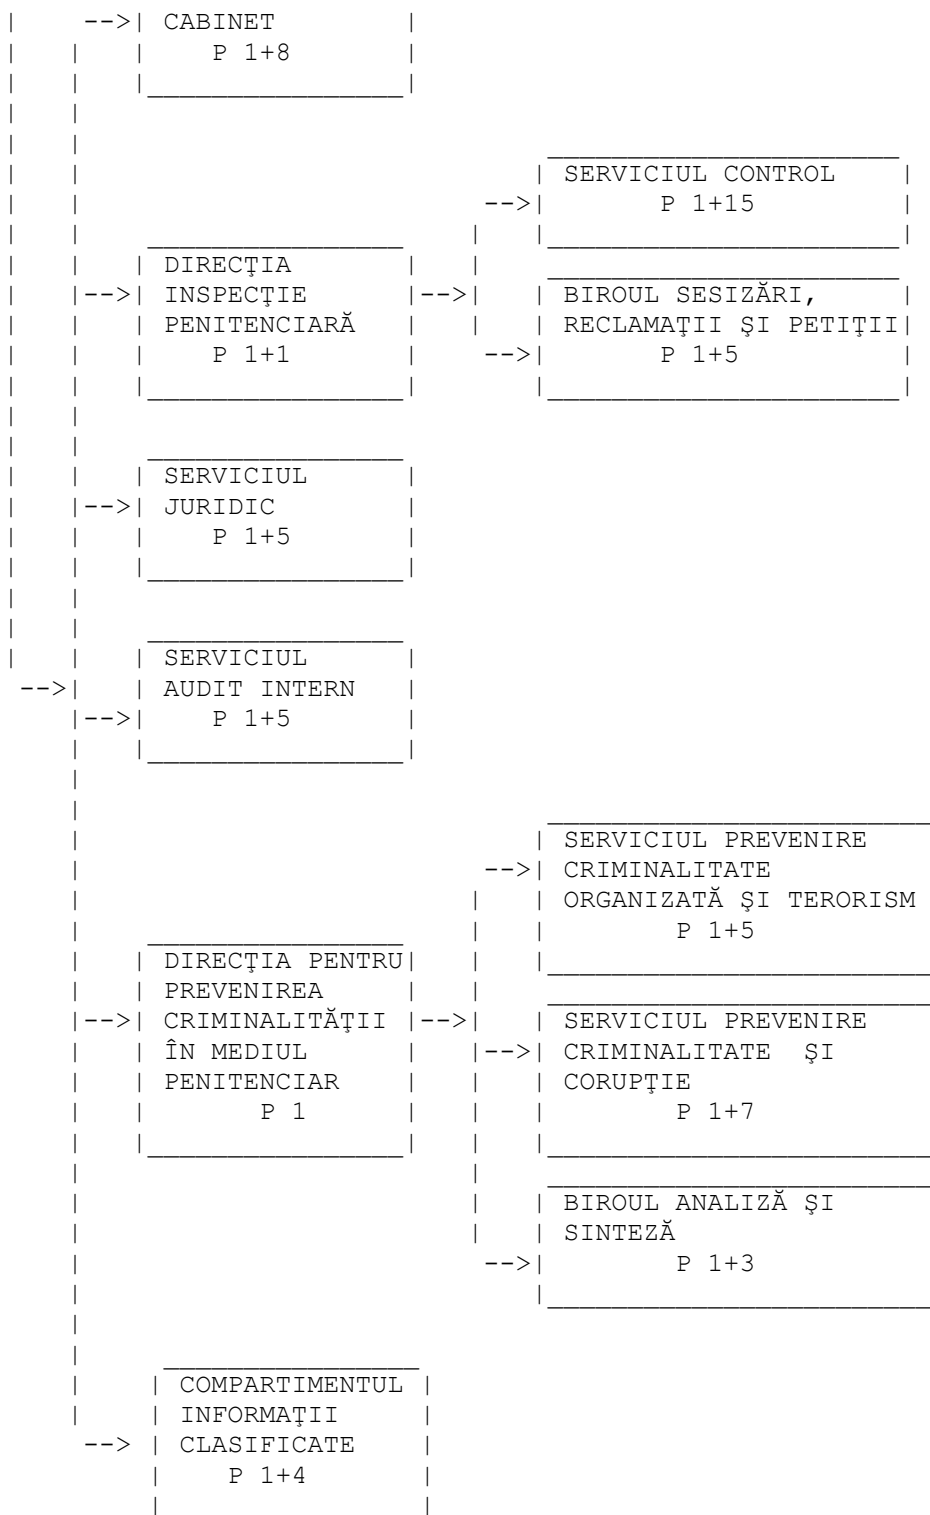 CABINET
P 1+8
SERVICIUL CONTROL
P 1+15
DIRECŢIA
INSPECŢIE
PENITENCIARĂ
P 1+1
BIROUL SESIZĂRI,
RECLAMAŢII ŞI PETIŢII
P 1+5
SERVICIUL
JURIDIC
P 1+5
SERVICIUL
AUDIT INTERN
P 1+5
SERVICIUL PREVENIRE
CRIMINALITATE
ORGANIZATĂ ŞI TERORISM
P 1+5
DIRECŢIA PENTRU
PREVENIREA
CRIMINALITĂŢII
ÎN MEDIUL
PENITENCIAR
P 1
SERVICIUL PREVENIRE
CRIMINALITATE ŞI
CORUPŢIE
P 1+7
BIROUL ANALIZĂ ŞI
SINTEZĂ
P 1+3
COMPARTIMENTUL
INFORMAŢII
CLASIFICATE
P 1+4